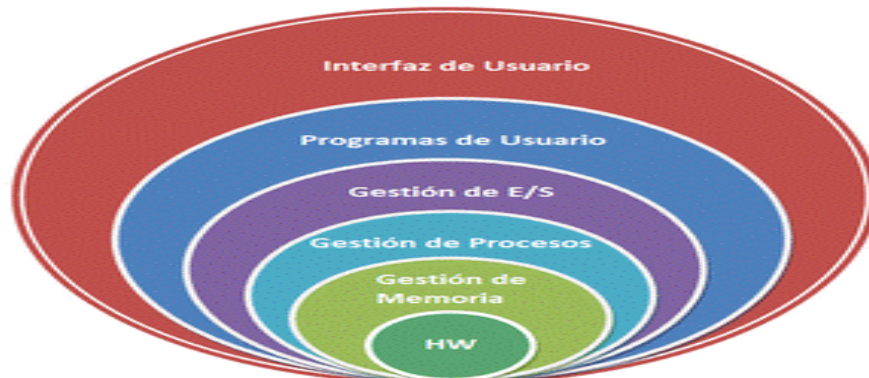 Interfaz de Usuario
Programas de Usuario
Gestión de E/S
Gestión de Procesos
Gestión de
Memoria
HW